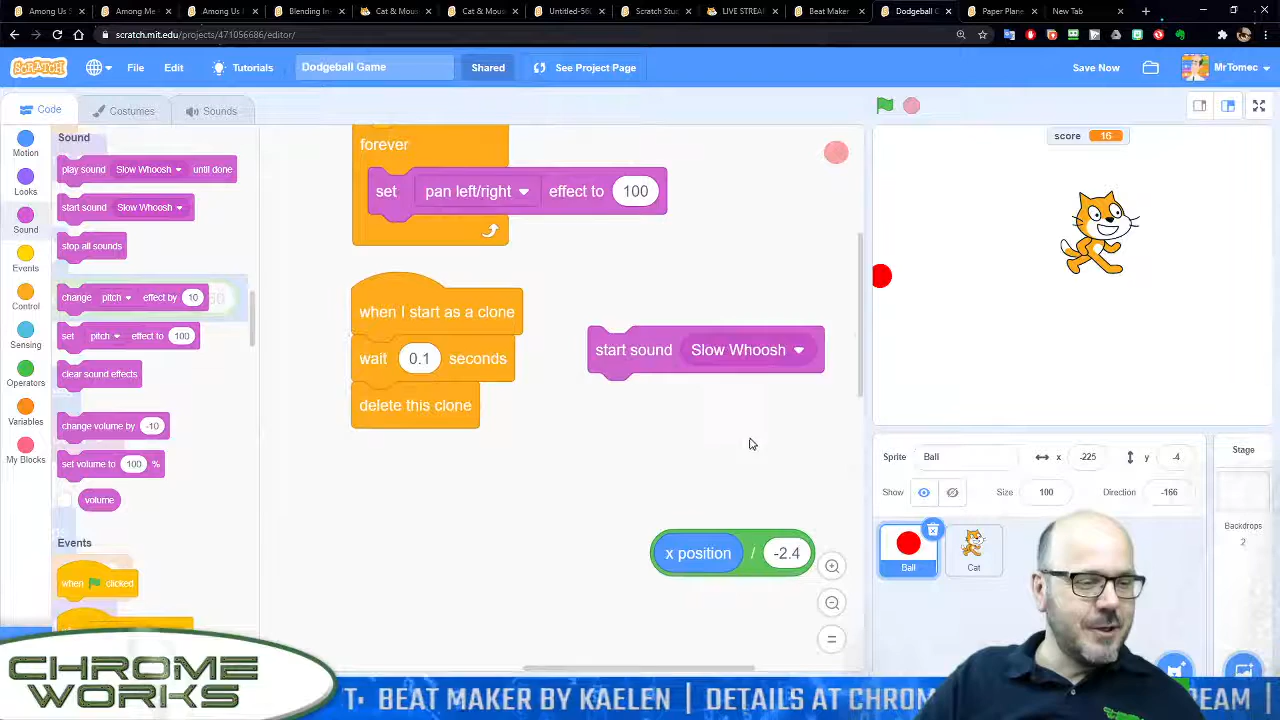 Among Us S
Among Me
Among Us
Blending In
Cat & Mous
Cat & Mous
Untitled-560
Scratch Stu
LIVE STREA
Beat Maker
Dodgeball G
Paper Plane
New Tab
scratch.mit.edu/projects/471056686/editor/
SCRATCH
File
Edit
Tutorials
Dodgeball Game
Shared
See Project Page
Save Now
MrTomec
Code
Costumes
Sounds
Motion
Looks
Sound
Events
Control
Sensing
Operators
Variables
My Blocks
Sound
play sound Slow Whoosh until done
start sound Slow Whoosh
stop all sounds
change pitch effect by 10
set pitch effect to 100
clear sound effects
change volume by -10
set volume to 100 %
volume
Events
when clicked
forever
set pan left/right effect to 100
when I start as a clone
wait 0.1 seconds
delete this clone
start sound Slow Whoosh
x position / -2.4
score 15
Sprite Ball x -225 y -4
Show Size 100 Direction -166
Ball
Cat
Stage
Backdrops
2
CHROME
WORKS
T· BEAT MAKER BY KAELEN | DETAILS AT CHROM
EAM |